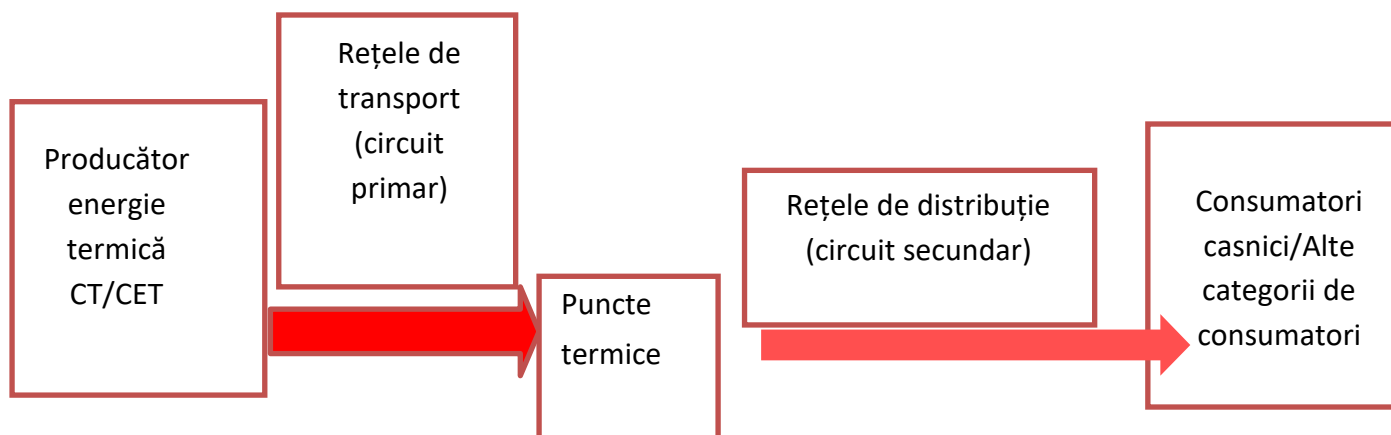 Producător
energie
termică
CT/CET
Rețele de
transport
(circuit
primar)
Puncte
termice
Rețele de distribuție
(circuit secundar)
Consumatori
casnici/Alte
categorii de
consumatori